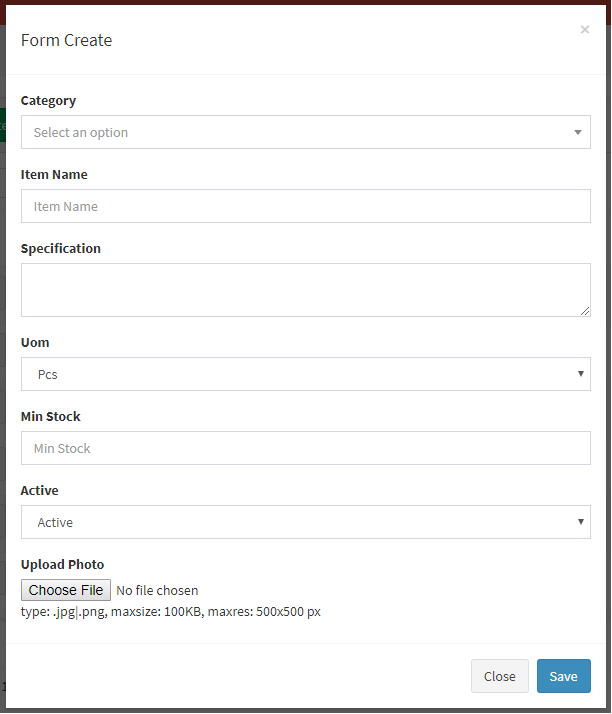 Form Create
×
Category
Select an option
Item Name
Item Name
Specification
Uom
Pcs
Min Stock
Min Stock
Active
Active
Upload Photo
Choose File No file chosen
type: .jpg|.png, maxsize: 100KB, maxres: 500x500 px
Close Save